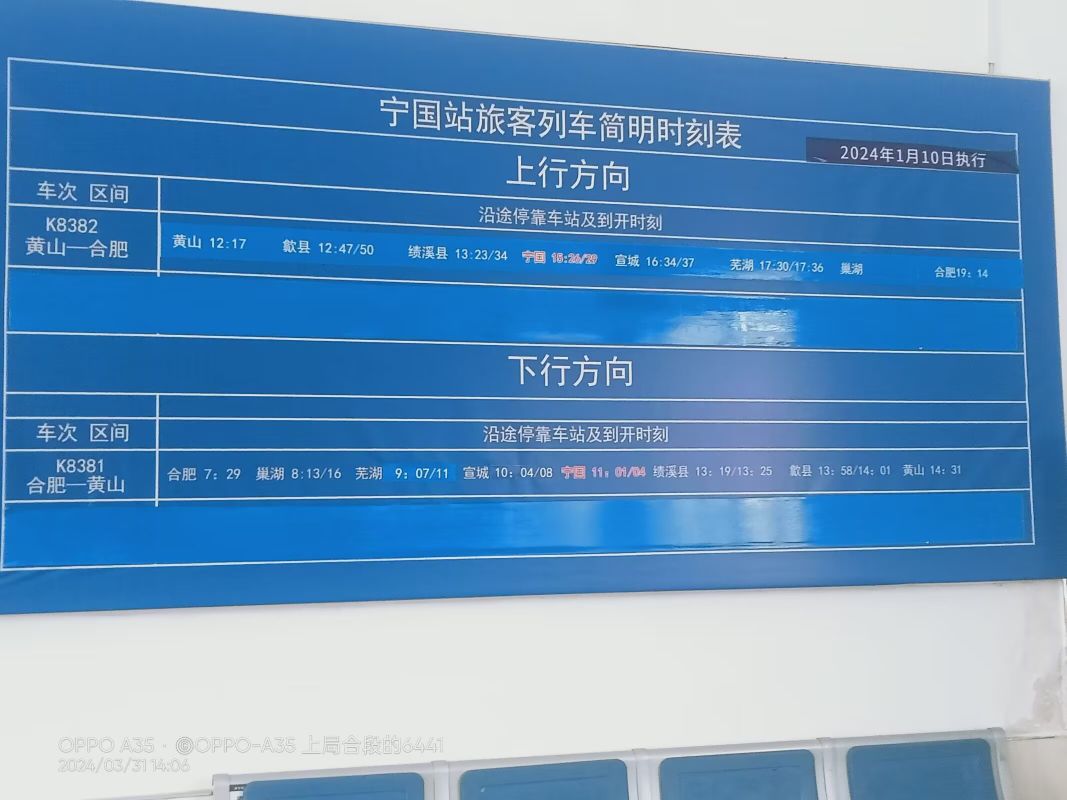 宁国站旅客列车简明时刻表
2024年1月10日执行
上行方向
车次 区间
沿途停靠车站及到开时刻
K8382
黄山—合肥
黄山 12:17 歙县 12:47/50 绩溪县 13:23/34 宁国 15:26/29 宣城 16:34/37 芜湖 17:30/17:36 巢湖 合肥19:14
下行方向
车次 区间
沿途停靠车站及到开时刻
K8381
合肥—黄山
合肥 7:29 巢湖 8:13/16 芜湖 9:07/11 宣城 10:04/08 宁国 11:01/04 绩溪县 13:19/13:25 歙县 13:58/14:01 黄山 14:31
OPPO A35 · ©OPPO-A35 上局合段的6441
2024/03/31 14:06